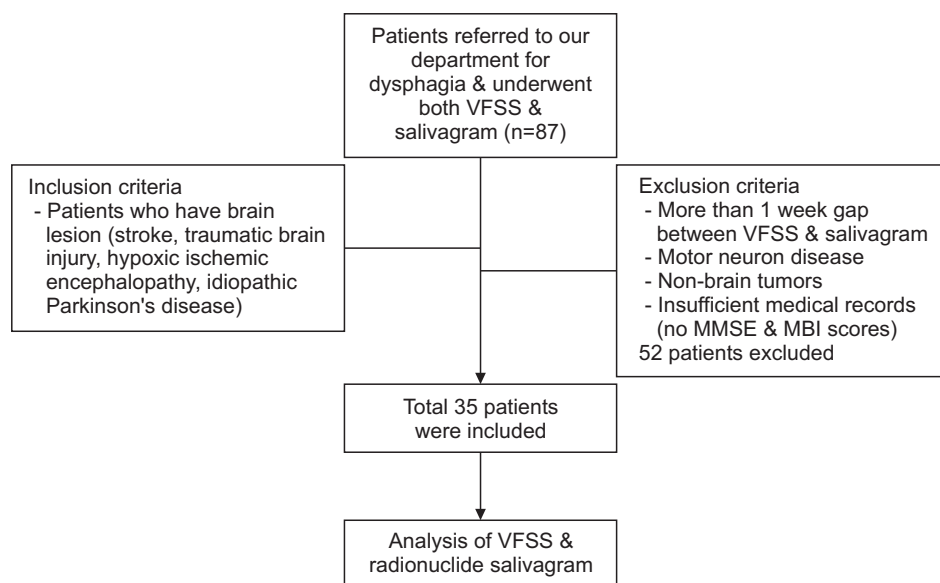 Patients referred to our
department for
dysphagia & underwent
both VFSS &
salivagram (n=87)
Inclusion criteria
- Patients who have brain
lesion (stroke, traumatic brain
injury, hypoxic ischemic
encephalopathy, idiopathic
Parkinson's disease)
Exclusion criteria
- More than 1 week gap
between VFSS & salivagram
- Motor neuron disease
- Non-brain tumors
- Insufficient medical records
(no MMSE & MBI scores)
52 patients excluded
Total 35 patients
were included
Analysis of VFSS &
radionuclide salivagram